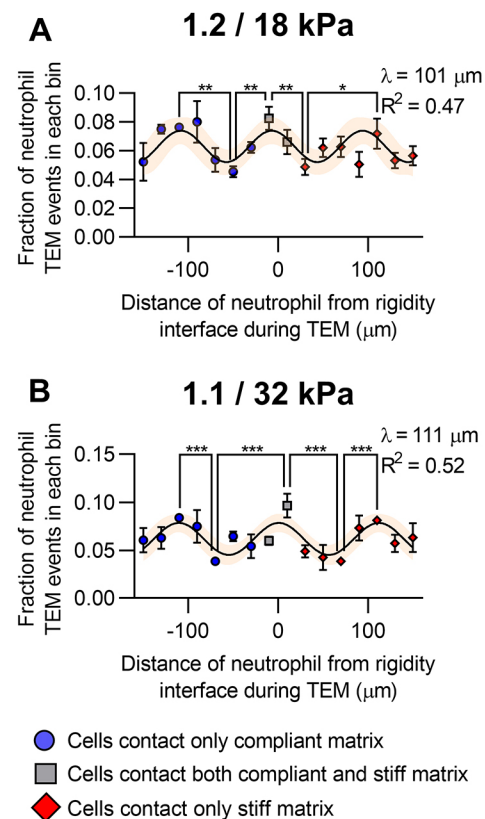 A
1.2 / 18 kPa
λ = 101 μm
R² = 0.47
** ** ** *
Fraction of neutrophil
TEM events in each bin
0.10
0.08
0.06
0.04
0.02
0.00
-100 0 100
Distance of neutrophil from rigidity
interface during TEM (μm)
B
1.1 / 32 kPa
λ = 111 μm
R² = 0.52
*** *** *** ***
Fraction of neutrophil
TEM events in each bin
0.15
0.10
0.05
0.00
-100 0 100
Distance of neutrophil from rigidity
interface during TEM (μm)
Cells contact only compliant matrix
Cells contact both compliant and stiff matrix
Cells contact only stiff matrix